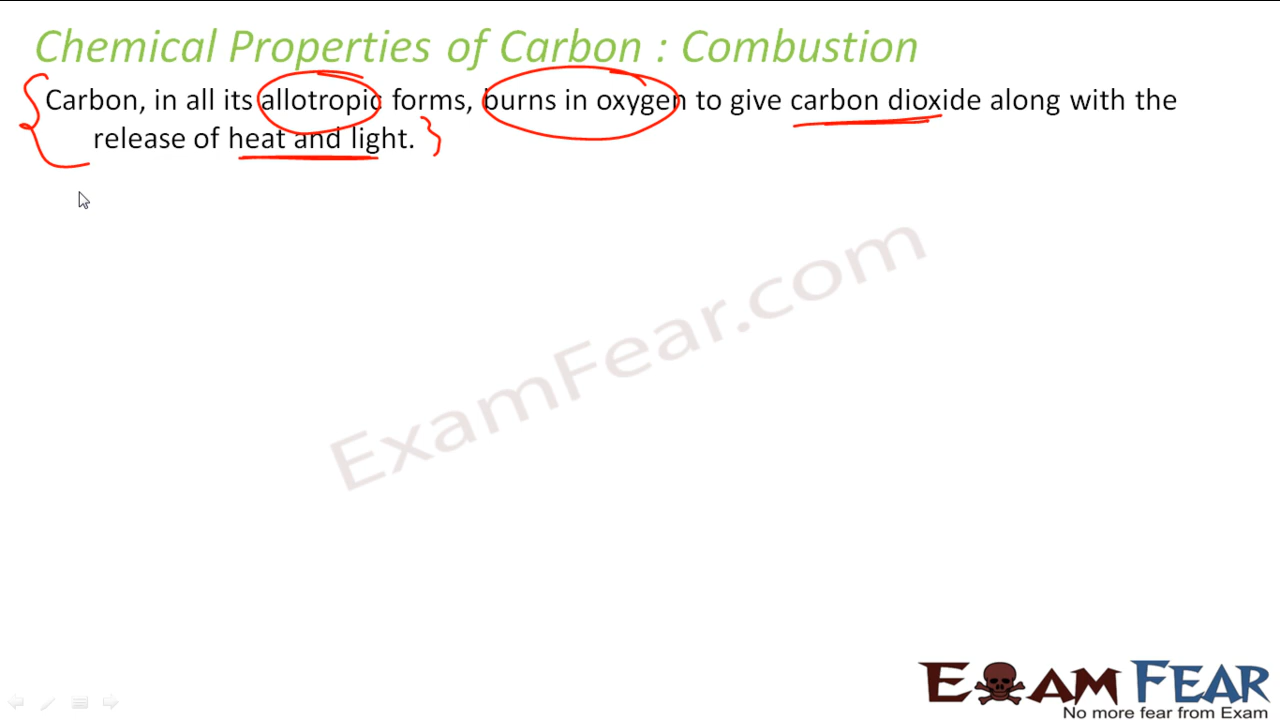 Chemical Properties of Carbon : Combustion
Carbon, in all its allotropic forms, burns in oxygen to give carbon dioxide along with the
release of heat and light.
ExamFear.com
EXAM FEAR
No more fear from Exam